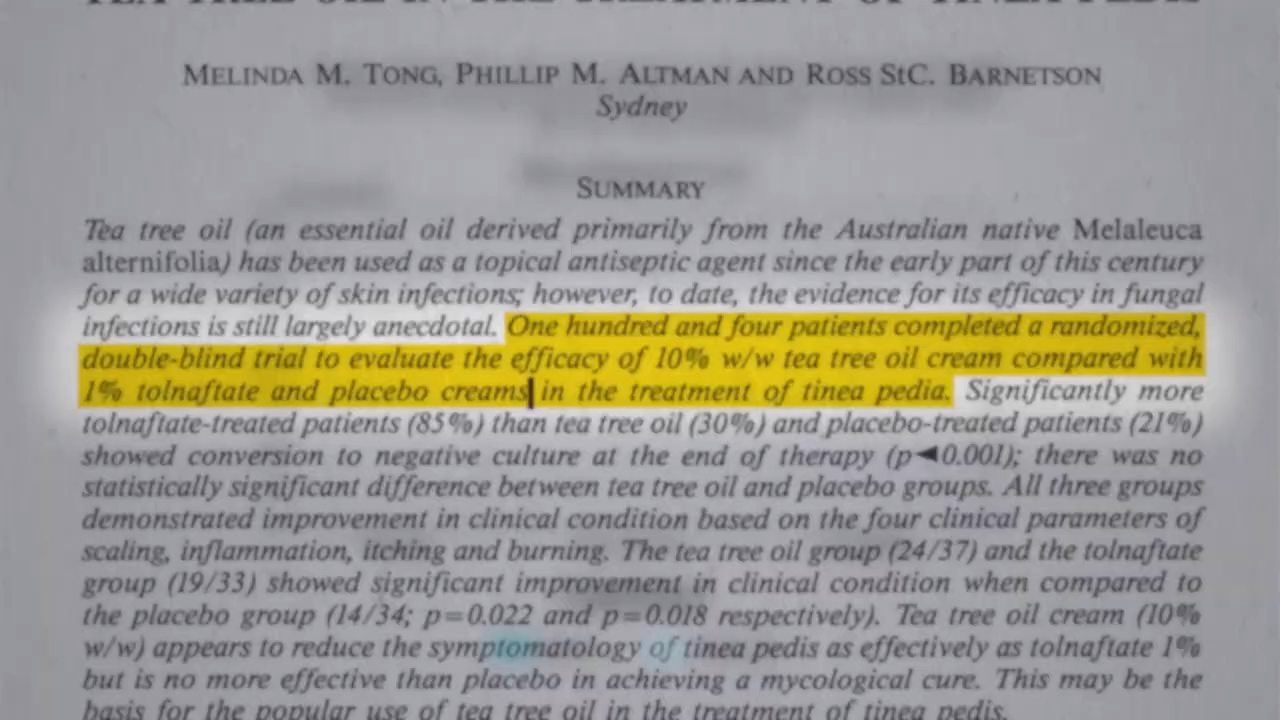 TEA TREE OIL IN THE TREATMENT OF TINEA PEDIS
MELINDA M. TONG, PHILLIP M. ALTMAN AND ROSS STC. BARNETSON
Sydney
SUMMARY
Tea tree oil (an essential oil derived primarily from the Australian native Melaleuca
alternifolia) has been used as a topical antiseptic agent since the early part of this century
for a wide variety of skin infections; however, to date, the evidence for its efficacy in fungal
infections is still largely anecdotal. One hundred and four patients completed a randomized,
double-blind trial to evaluate the efficacy of 10% w/w tea tree oil cream compared with
1% tolnaftate and placebo creams in the treatment of tinea pedia. Significantly more
tolnaftate-treated patients (85%) than tea tree oil (30%) and placebo-treated patients (21%)
showed conversion to negative culture at the end of therapy (p◄0.001); there was no
statistically significant difference between tea tree oil and placebo groups. All three groups
demonstrated improvement in clinical condition based on the four clinical parameters of
scaling, inflammation, itching and burning. The tea tree oil group (24/37) and the tolnaftate
group (19/33) showed significant improvement in clinical condition when compared to
the placebo group (14/34; p=0.022 and p=0.018 respectively). Tea tree oil cream (10%
w/w) appears to reduce the symptomatology of tinea pedis as effectively as tolnaftate 1%
but is no more effective than placebo in achieving a mycological cure. This may be the
basis for the popular use of tea tree oil in the treatment of tinea pedis.